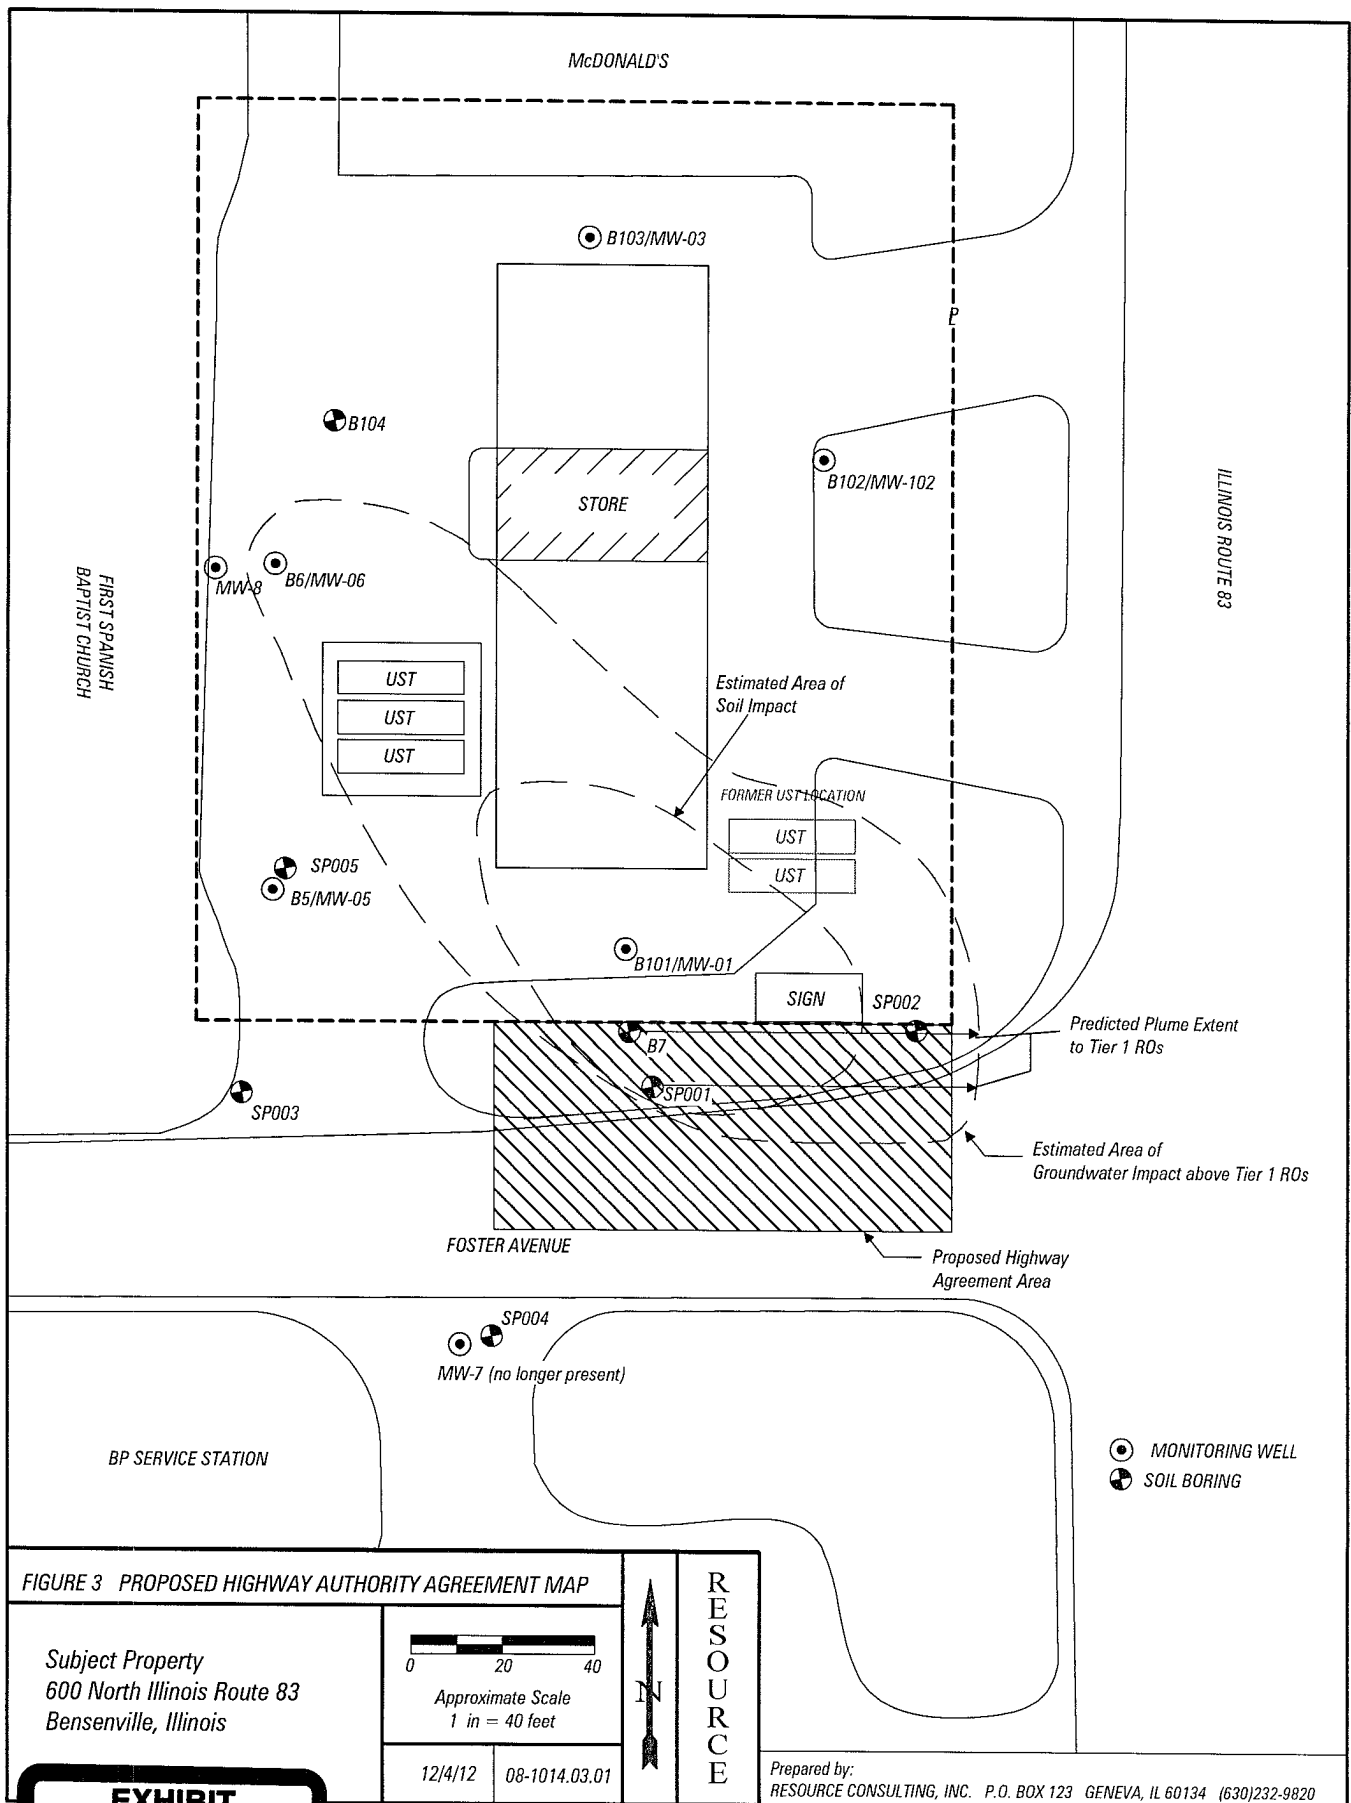 McDONALD'S
B103/MW-03
P
B104
STORE
B102/MW-102
ILLINOIS ROUTE 83
FIRST SPANISH
BAPTIST CHURCH
MW-8
B6/MW-06
UST
UST
UST
Estimated Area of
Soil Impact
FORMER UST LOCATION
UST
UST
SP005
B5/MW-05
B101/MW-01
SIGN
SP002
B7
Predicted Plume Extent
to Tier 1 ROs
SP001
SP003
Estimated Area of
Groundwater Impact above Tier 1 ROs
FOSTER AVENUE
Proposed Highway
Agreement Area
SP004
MW-7 (no longer present)
BP SERVICE STATION
MONITORING WELL
SOIL BORING
FIGURE 3 PROPOSED HIGHWAY AUTHORITY AGREEMENT MAP
Subject Property
600 North Illinois Route 83
Bensenville, Illinois
0 20 40
Approximate Scale
1 in = 40 feet
12/4/12 08-1014.03.01
N
RESOURCE
Prepared by:
RESOURCE CONSULTING, INC. P.O. BOX 123 GENEVA, IL 60134 (630)232-9820
EXHIBIT